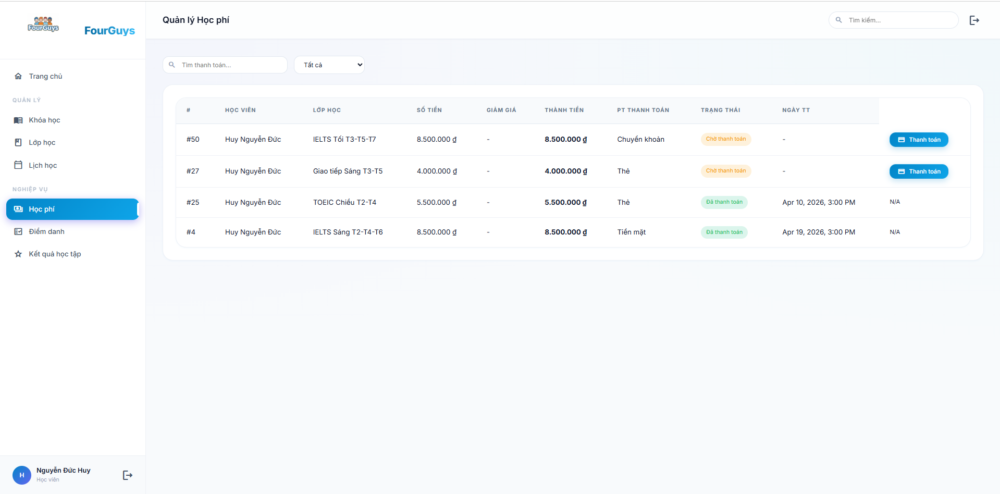 FourGuys
FourGuys
Quản lý Học phí
Tìm kiếm...
Trang chủ
QUẢN LÝ
Khóa học
Lớp học
Lịch học
NGHIỆP VỤ
Học phí
Điểm danh
Kết quả học tập
Tìm thanh toán...
Tất cả
# HỌC VIÊN LỚP HỌC SỐ TIỀN GIẢM GIÁ THÀNH TIỀN PT THANH TOÁN TRẠNG THÁI NGÀY TT
#50 Huy Nguyễn Đức IELTS Tối T3-T5-T7 8.500.000 ₫ - 8.500.000 ₫ Chuyển khoản Chờ thanh toán - Thanh toán
#27 Huy Nguyễn Đức Giao tiếp Sáng T3-T5 4.000.000 ₫ - 4.000.000 ₫ Thẻ Chờ thanh toán - Thanh toán
#25 Huy Nguyễn Đức TOEIC Chiều T2-T4 5.500.000 ₫ - 5.500.000 ₫ Thẻ Đã thanh toán Apr 10, 2026, 3:00 PM N/A
#4 Huy Nguyễn Đức IELTS Sáng T2-T4-T6 8.500.000 ₫ - 8.500.000 ₫ Tiền mặt Đã thanh toán Apr 19, 2026, 3:00 PM N/A
H
Nguyễn Đức Huy
Học viên